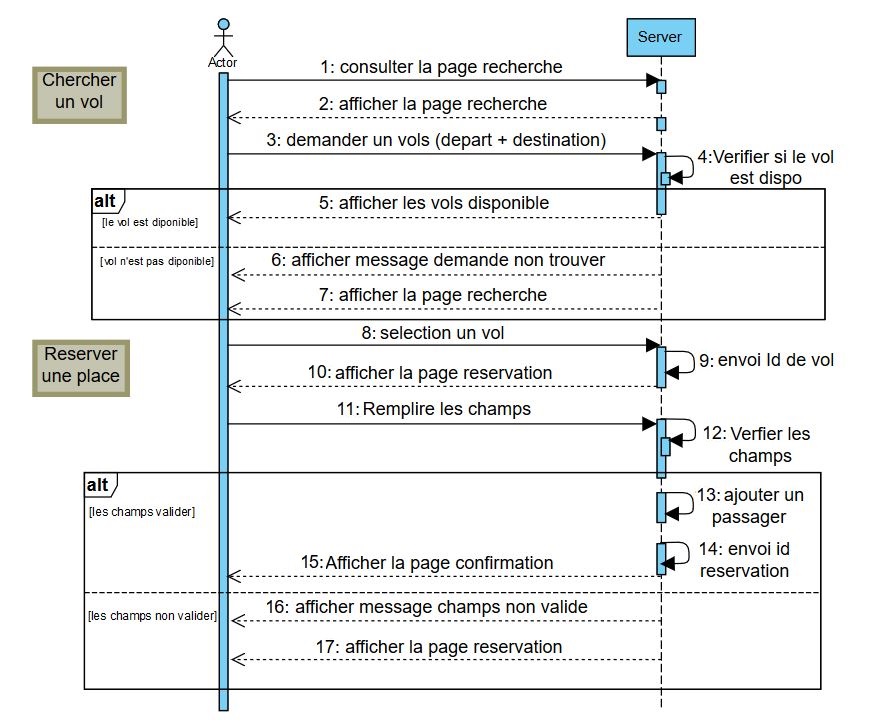 Server
Actor
Chercher
un vol
1: consulter la page recherche
2: afficher la page recherche
3: demander un vols (depart + destination)
4:Verifier si le vol
est dispo
alt
5: afficher les vols disponible
[le vol est diponible]
[vol n'est pas diponible]
6: afficher message demande non trouver
7: afficher la page recherche
Reserver
une place
8: selection un vol
9: envoi Id de vol
10: afficher la page reservation
11: Remplire les champs
12: Verfier les
champs
alt
[les champs valider]
13: ajouter un
passager
14: envoi id
reservation
15: Afficher la page confirmation
[les champs non valider]
16: afficher message champs non valide
17: afficher la page reservation